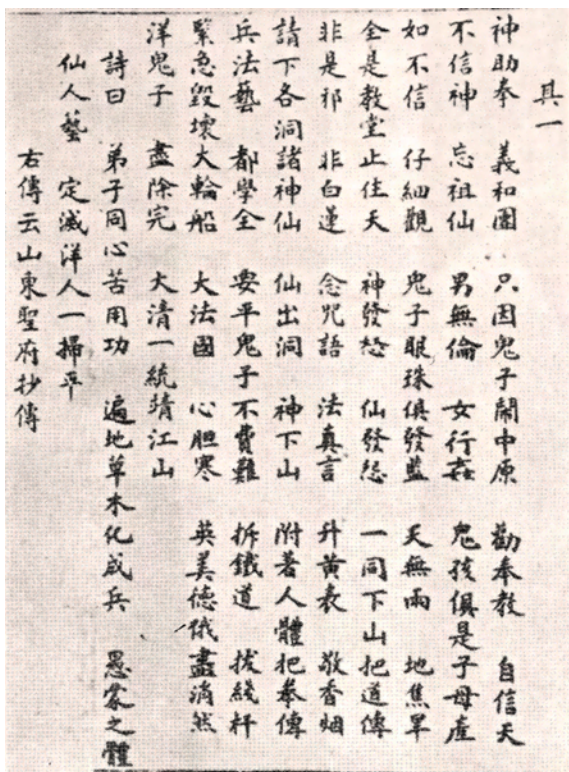 其一
神助拳 義和團 只因鬼子鬧中原 勸奉教 自信天
不信神 忘祖仙 男無倫 女行姦 鬼孩俱是子母產
如不信 仔細觀 鬼子眼珠俱發藍 天無雨 地焦旱
全是教堂止住天 神發怒 仙發怨 一同下山把道傳
非是邪 非白蓮 念咒語 法真言 升黃表 敬香烟
請下各洞諸神仙 仙出洞 神下山 附著人體把拳傳
兵法藝 都學全 要平鬼子不費難 拆鐵道 拔綫杆
緊急毀壞大輪船 大法國 心胆寒 英美德俄盡消然
洋鬼子 盡除完 大清一統靖江山
詩曰 弟子同心苦用功 遍地草木化成兵 愚蒙之體
仙人藝 定滅洋人一掃平
右傳云山東聖府抄傳